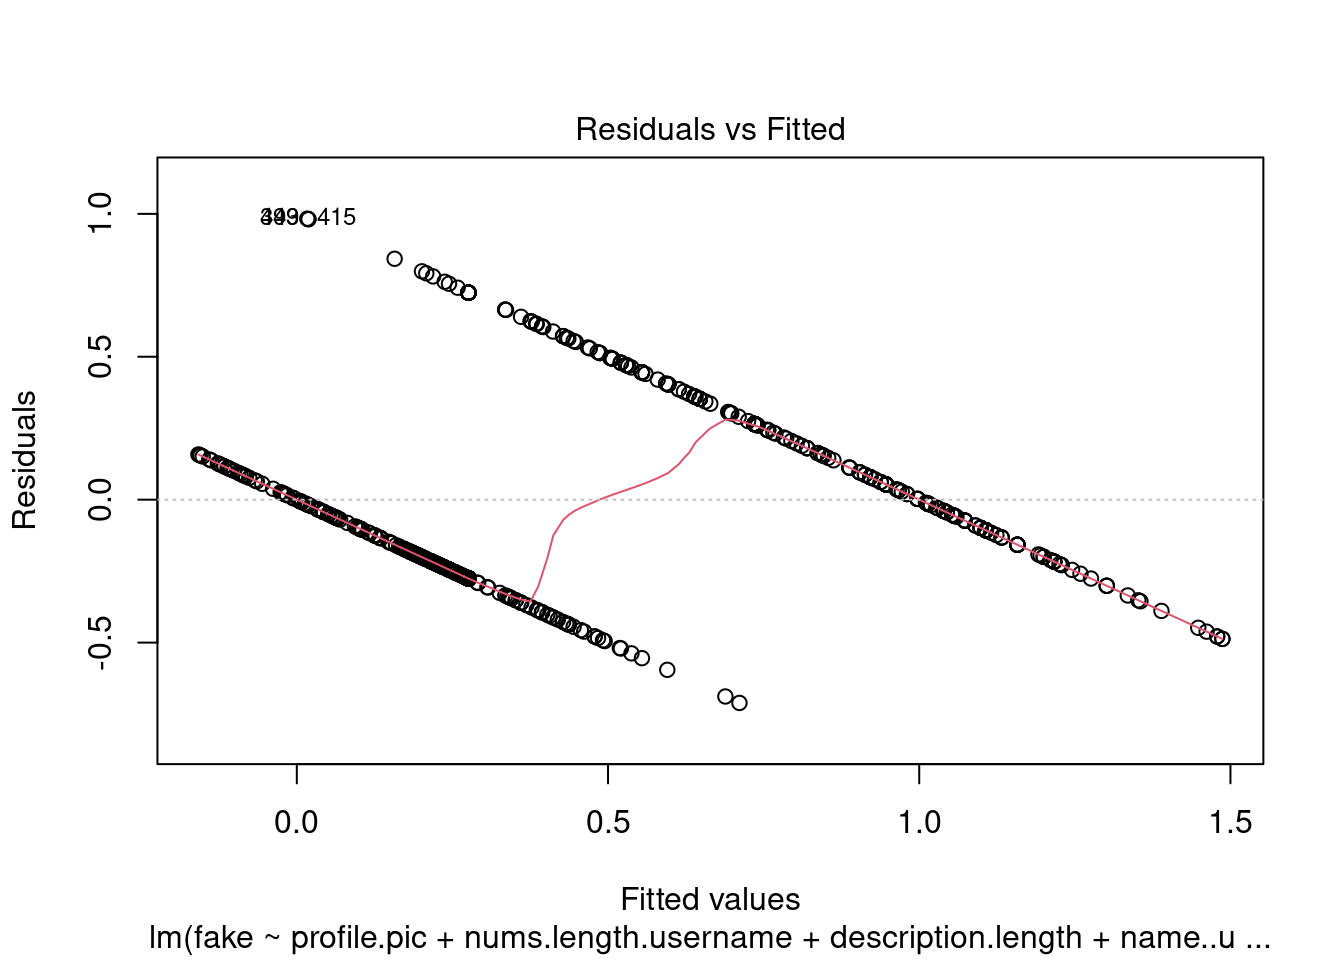 Residuals vs Fitted
415
Residuals
1.0
0.5
0.0
-0.5
0.0 0.5 1.0 1.5
Fitted values
lm(fake ~ profile.pic + nums.length.username + description.length + name..u ...